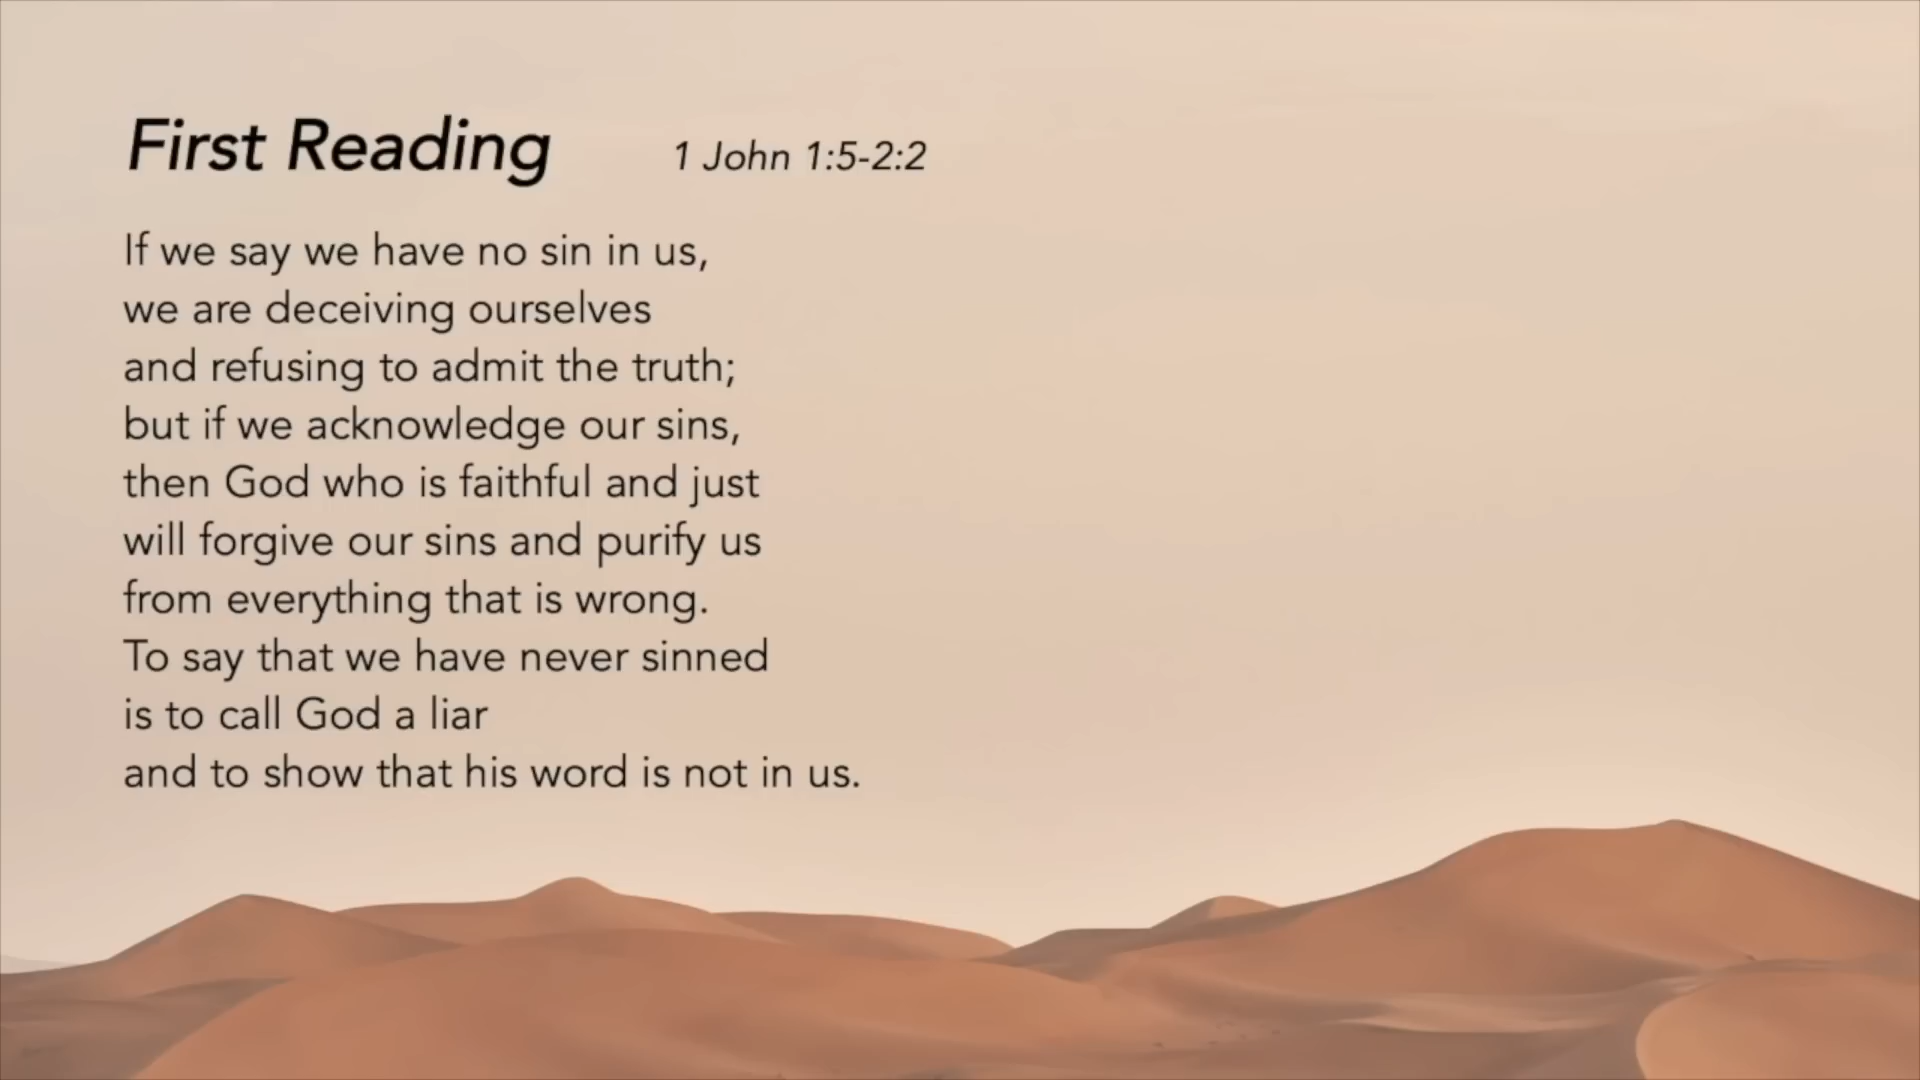 First Reading 1 John 1:5-2:2
If we say we have no sin in us,
we are deceiving ourselves
and refusing to admit the truth;
but if we acknowledge our sins,
then God who is faithful and just
will forgive our sins and purify us
from everything that is wrong.
To say that we have never sinned
is to call God a liar
and to show that his word is not in us.